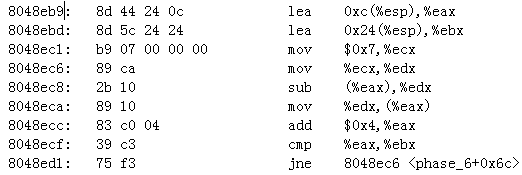 8048eb9: 8d 44 24 0c lea 0xc(%esp),%eax
8048ebd: 8d 5c 24 24 lea 0x24(%esp),%ebx
8048ec1: b9 07 00 00 00 mov $0x7,%ecx
8048ec6: 89 ca mov %ecx,%edx
8048ec8: 2b 10 sub (%eax),%edx
8048eca: 89 10 mov %edx,(%eax)
8048ecc: 83 c0 04 add $0x4,%eax
8048ecf: 39 c3 cmp %eax,%ebx
8048ed1: 75 f3 jne 8048ec6 <phase_6+0x6c>